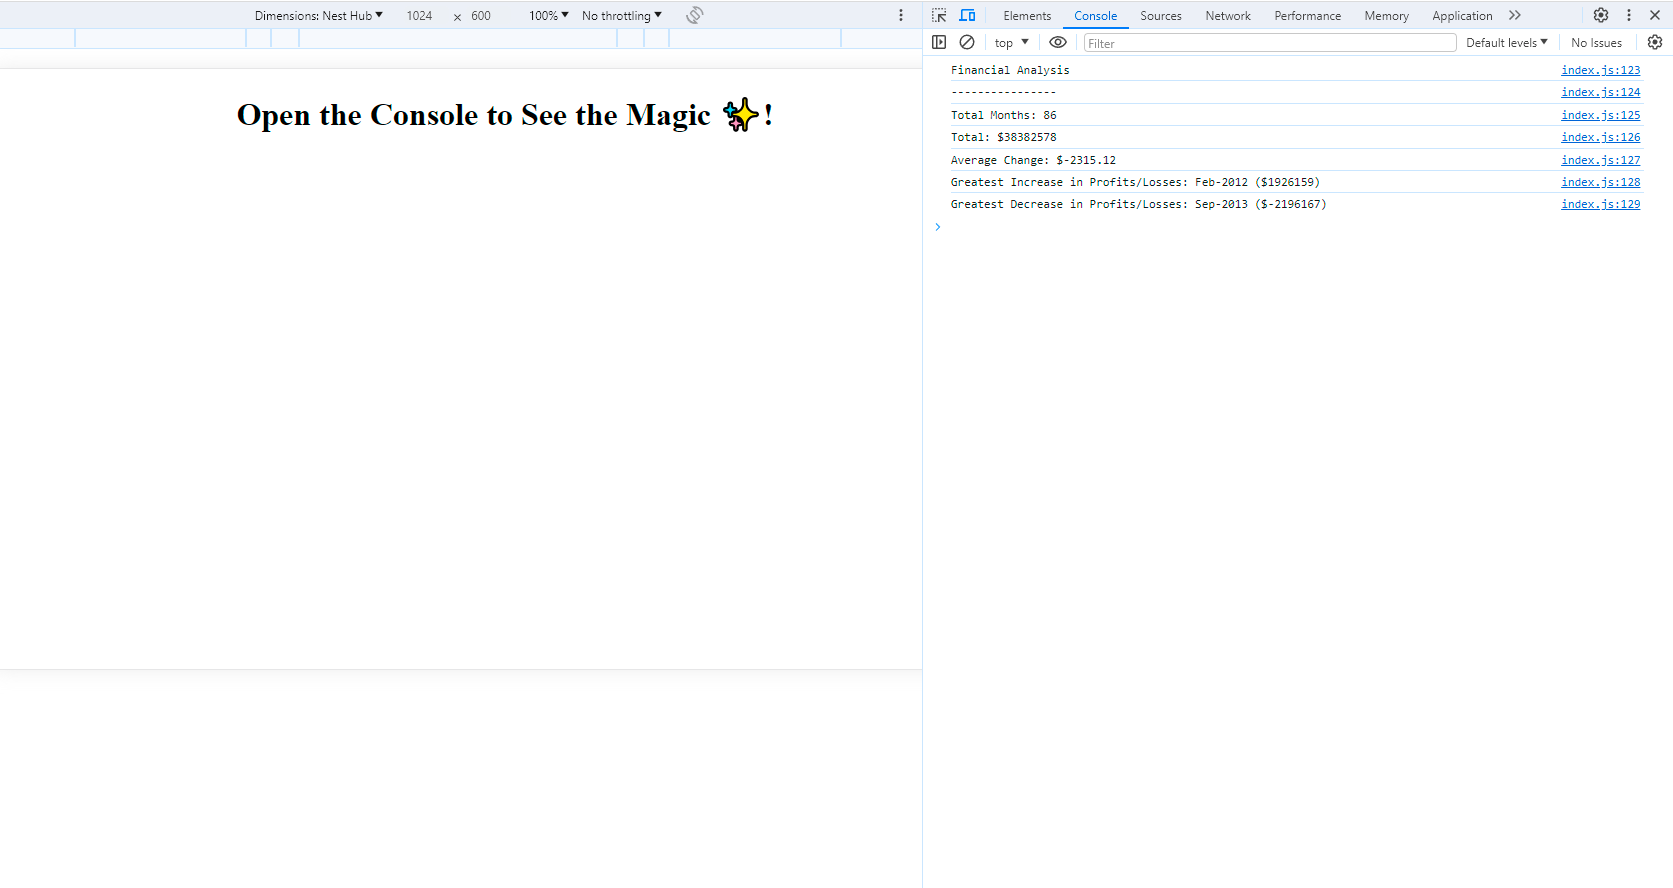 Dimensions: Nest Hub ▼ 1024 × 600 100% ▼ No throttling ▼
Elements Console Sources Network Performance Memory Application
top ▼ Filter Default levels ▼ No Issues
Open the Console to See the Magic ✨!
Financial Analysis index.js:123
---------------- index.js:124
Total Months: 86 index.js:125
Total: $38382578 index.js:126
Average Change: $-2315.12 index.js:127
Greatest Increase in Profits/Losses: Feb-2012 ($1926159) index.js:128
Greatest Decrease in Profits/Losses: Sep-2013 ($-2196167) index.js:129